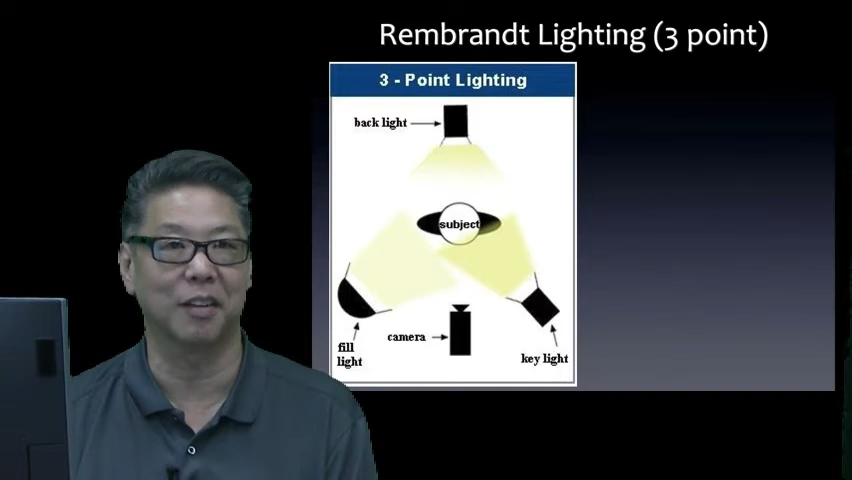 Rembrandt Lighting (3 point)
3 - Point Lighting
back light
subject
fill
light
camera
key light